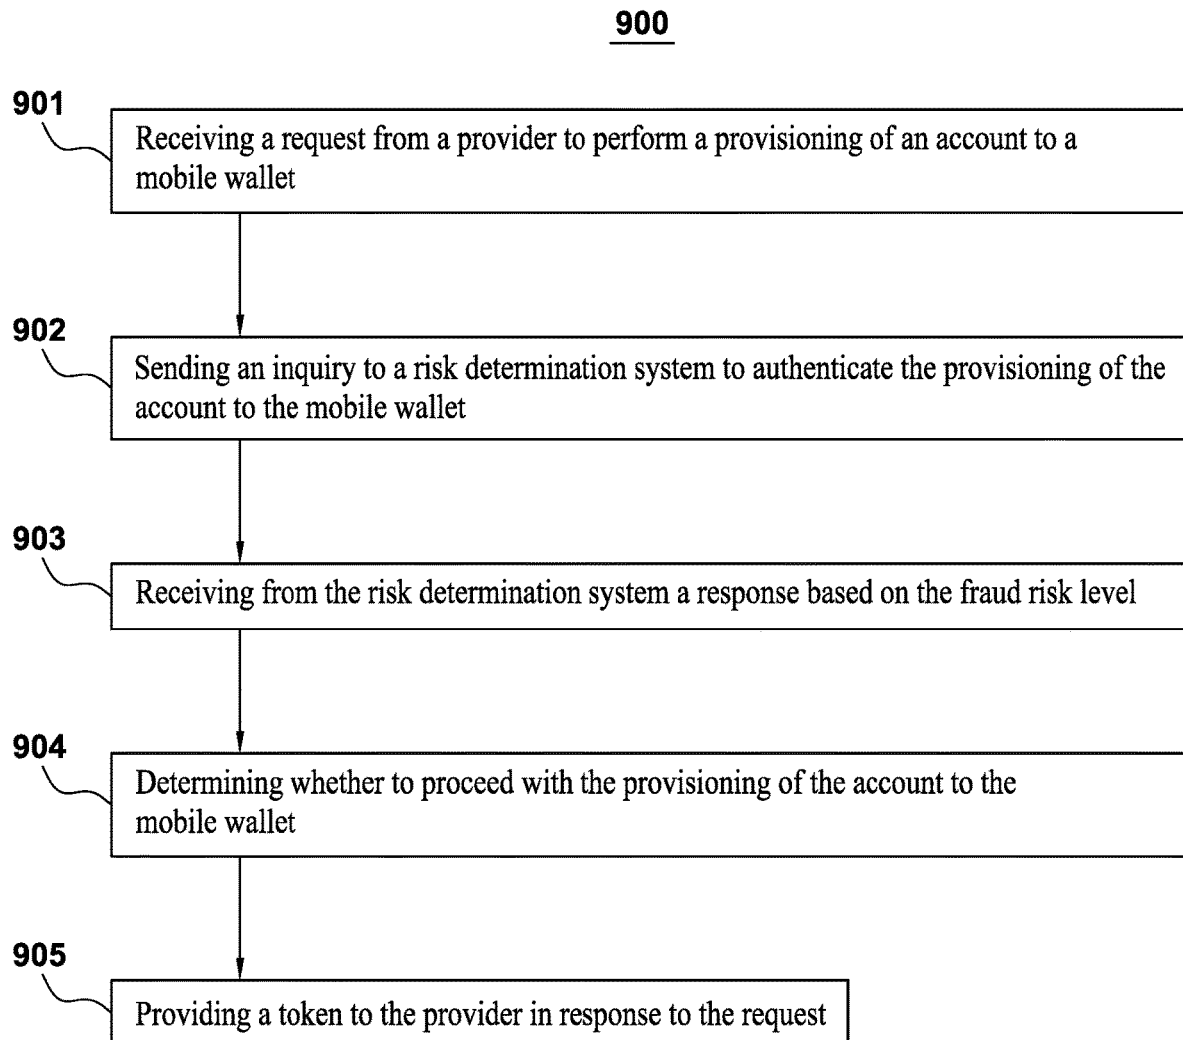 900
901
Receiving a request from a provider to perform a provisioning of an account to a
mobile wallet
902
Sending an inquiry to a risk determination system to authenticate the provisioning of the
account to the mobile wallet
903
Receiving from the risk determination system a response based on the fraud risk level
904
Determining whether to proceed with the provisioning of the account to the
mobile wallet
905
Providing a token to the provider in response to the request